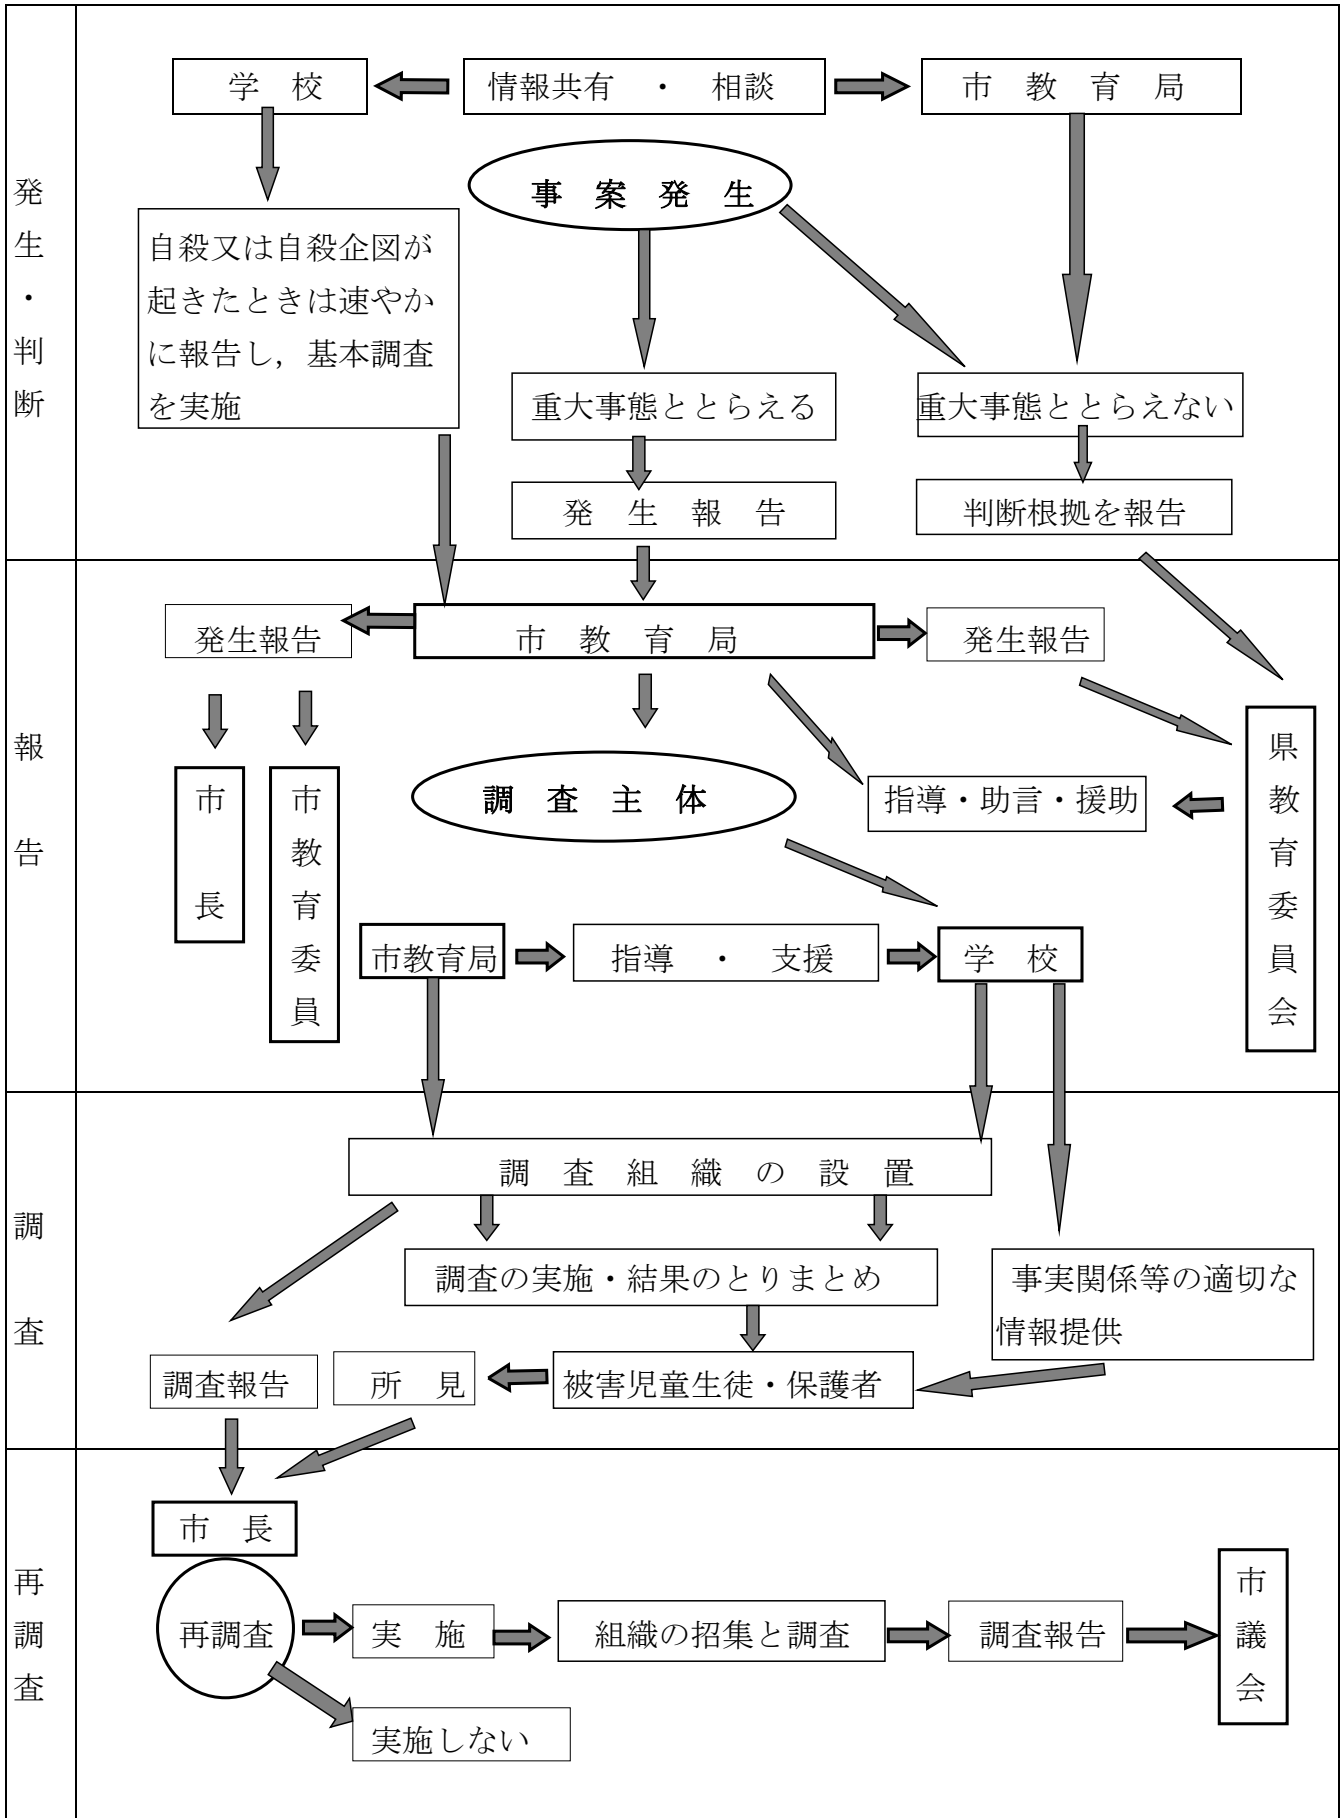 発生・判断
学 校
情報共有 ・ 相談
市 教 育 局
事 案 発 生
自殺又は自殺企図が
起きたときは速やか
に報告し，基本調査
を実施
重大事態ととらえる
重大事態ととらえない
発 生 報 告
判断根拠を報告
報告
発生報告
市 教 育 局
発生報告
市長
市教育委員
調 査 主 体
指導・助言・援助
県教育委員会
市教育局
指導 ・ 支援
学 校
調査
調 査 組 織 の 設 置
調査の実施・結果のとりまとめ
事実関係等の適切な
情報提供
調査報告
所 見
被害児童生徒・保護者
再調査
市 長
再調査
実 施
組織の招集と調査
調査報告
市議会
実施しない